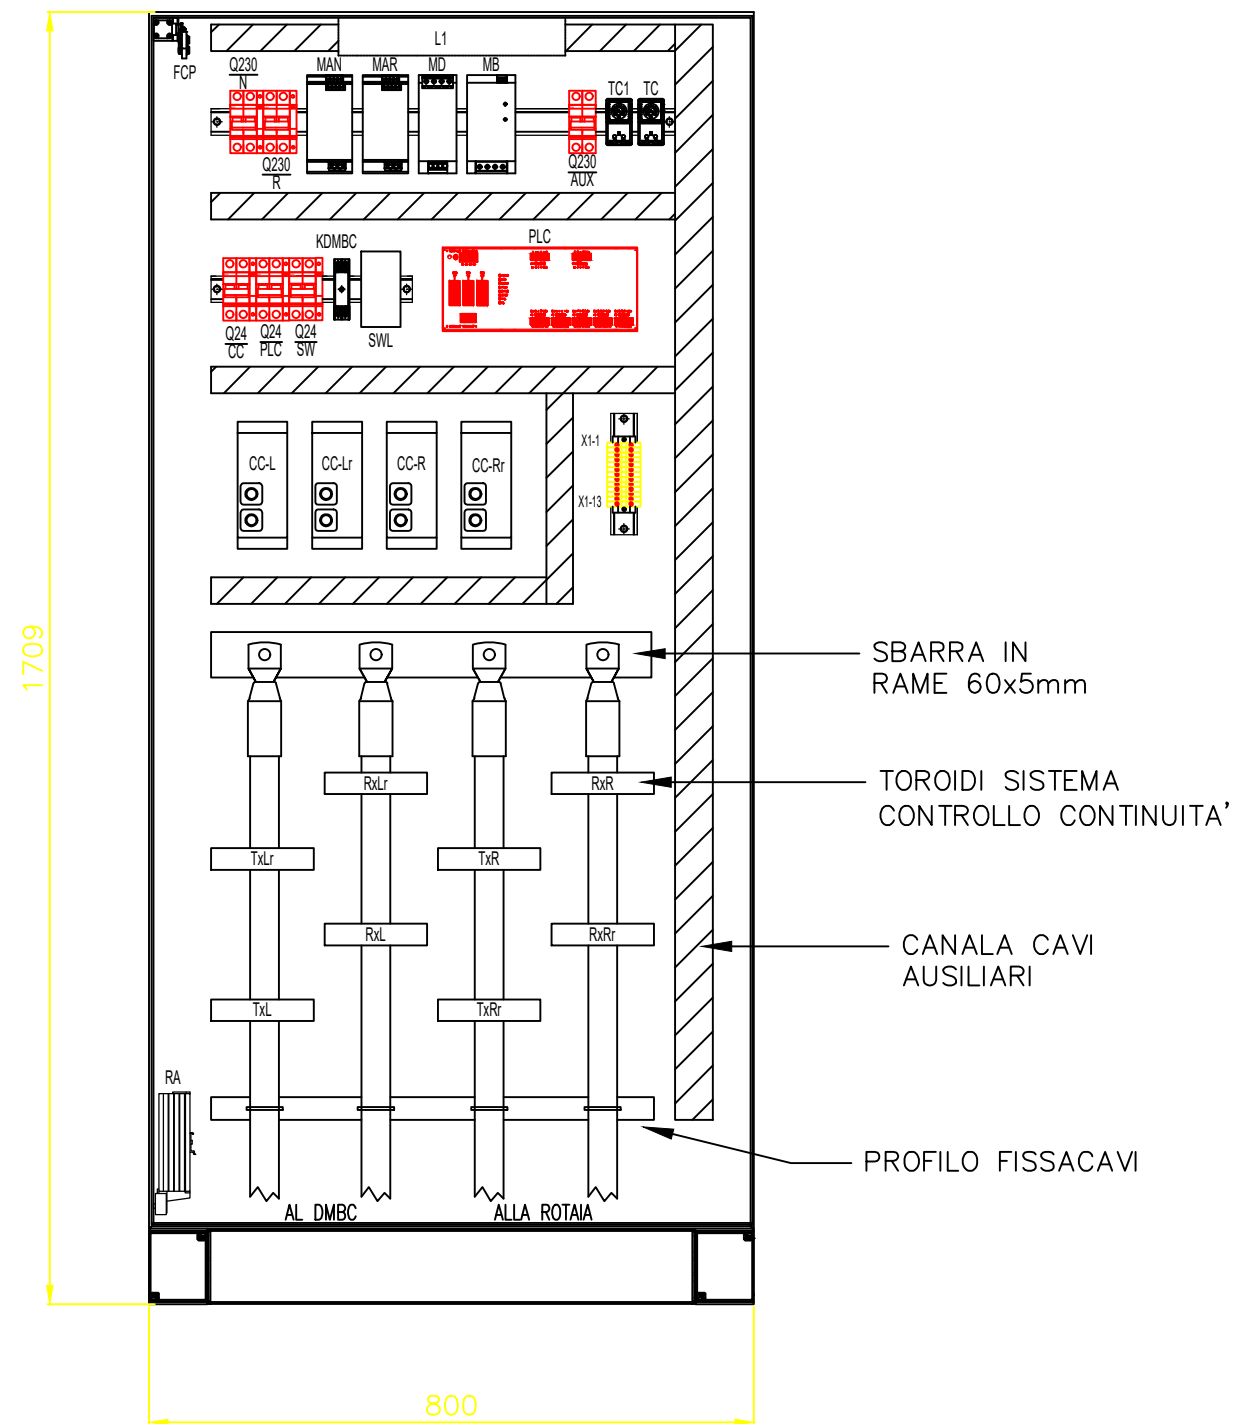 L1
FCP
Q230
N
MAN
MAR
MD
MB
TC1
TC
Q230
R
Q230
AUX
KDMBC
PLC
Q24
CC
Q24
PLC
Q24
SW
SWL
CC-L
CC-Lr
CC-R
CC-Rr
X1-1
X1-13
1709
SBARRA IN
RAME 60x5mm
RxLr
RxR
TOROIDI SISTEMA
CONTROLLO CONTINUITA'
TxLr
TxR
RxL
RxRr
CANALA CAVI
AUSILIARI
TxL
TxRr
RA
PROFILO FISSACAVI
AL DMBC
ALLA ROTAIA
800